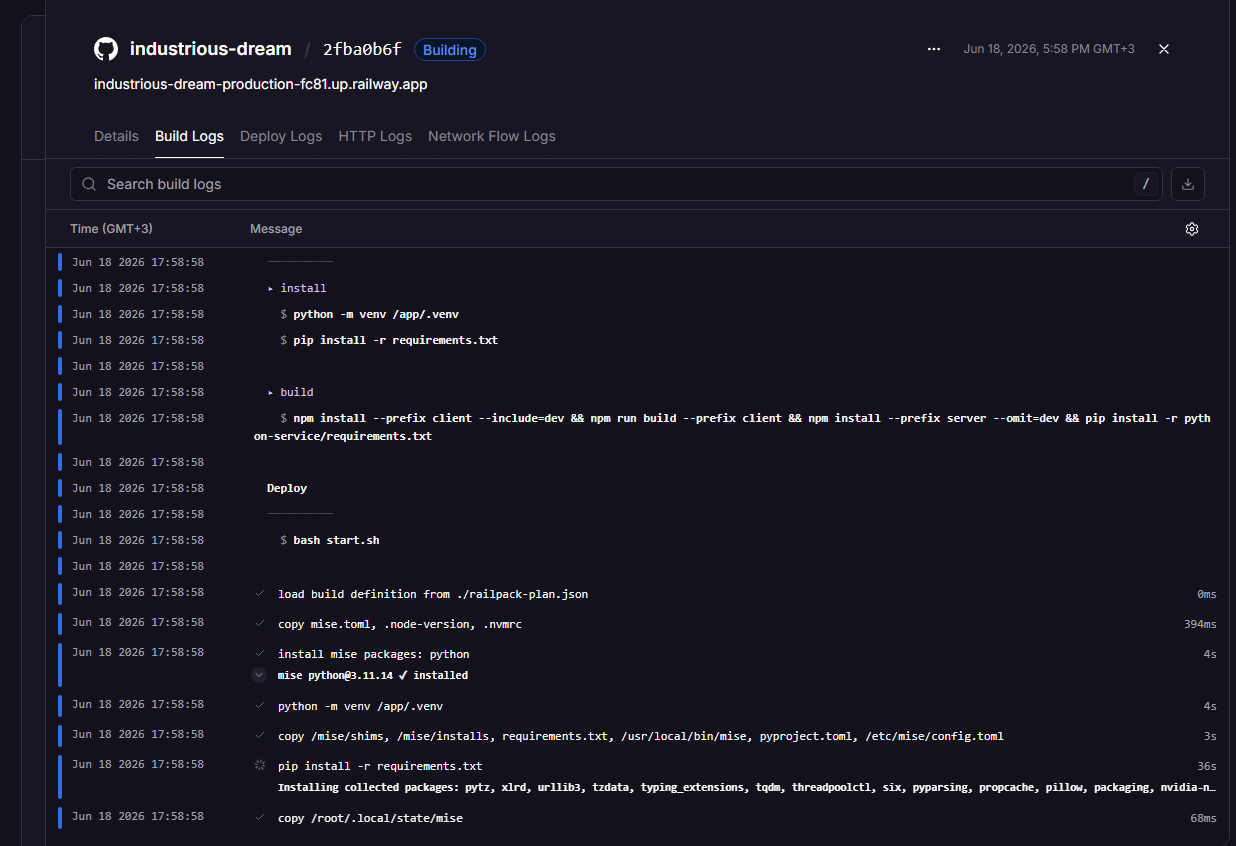 industrious-dream / 2fba0b6f Building
... Jun 18, 2026, 5:58 PM GMT+3
industrious-dream-production-fc81.up.railway.app
Details Build Logs Deploy Logs HTTP Logs Network Flow Logs
Search build logs /
Time (GMT+3) Message
Jun 18 2026 17:58:58 ──────────
Jun 18 2026 17:58:58 ▸ install
Jun 18 2026 17:58:58 $ python -m venv /app/.venv
Jun 18 2026 17:58:58 $ pip install -r requirements.txt
Jun 18 2026 17:58:58
Jun 18 2026 17:58:58 ▸ build
Jun 18 2026 17:58:58 $ npm install --prefix client --include=dev && npm run build --prefix client && npm install --prefix server --omit=dev && pip install -r pyth
on-service/requirements.txt
Jun 18 2026 17:58:58
Jun 18 2026 17:58:58 Deploy
Jun 18 2026 17:58:58 ──────────
Jun 18 2026 17:58:58 $ bash start.sh
Jun 18 2026 17:58:58
Jun 18 2026 17:58:58 load build definition from ./railpack-plan.json 0ms
Jun 18 2026 17:58:58 copy mise.toml, .node-version, .nvmrc 394ms
Jun 18 2026 17:58:58 install mise packages: python 4s
mise python@3.11.14 ✓ installed
Jun 18 2026 17:58:58 python -m venv /app/.venv 4s
Jun 18 2026 17:58:58 copy /mise/shims, /mise/installs, requirements.txt, /usr/local/bin/mise, pyproject.toml, /etc/mise/config.toml 3s
Jun 18 2026 17:58:58 pip install -r requirements.txt 36s
Installing collected packages: pytz, xlrd, urllib3, tzdata, typing_extensions, tqdm, threadpoolctl, six, pyparsing, propcache, pillow, packaging, nvidia-n…
Jun 18 2026 17:58:58 copy /root/.local/state/mise 68ms